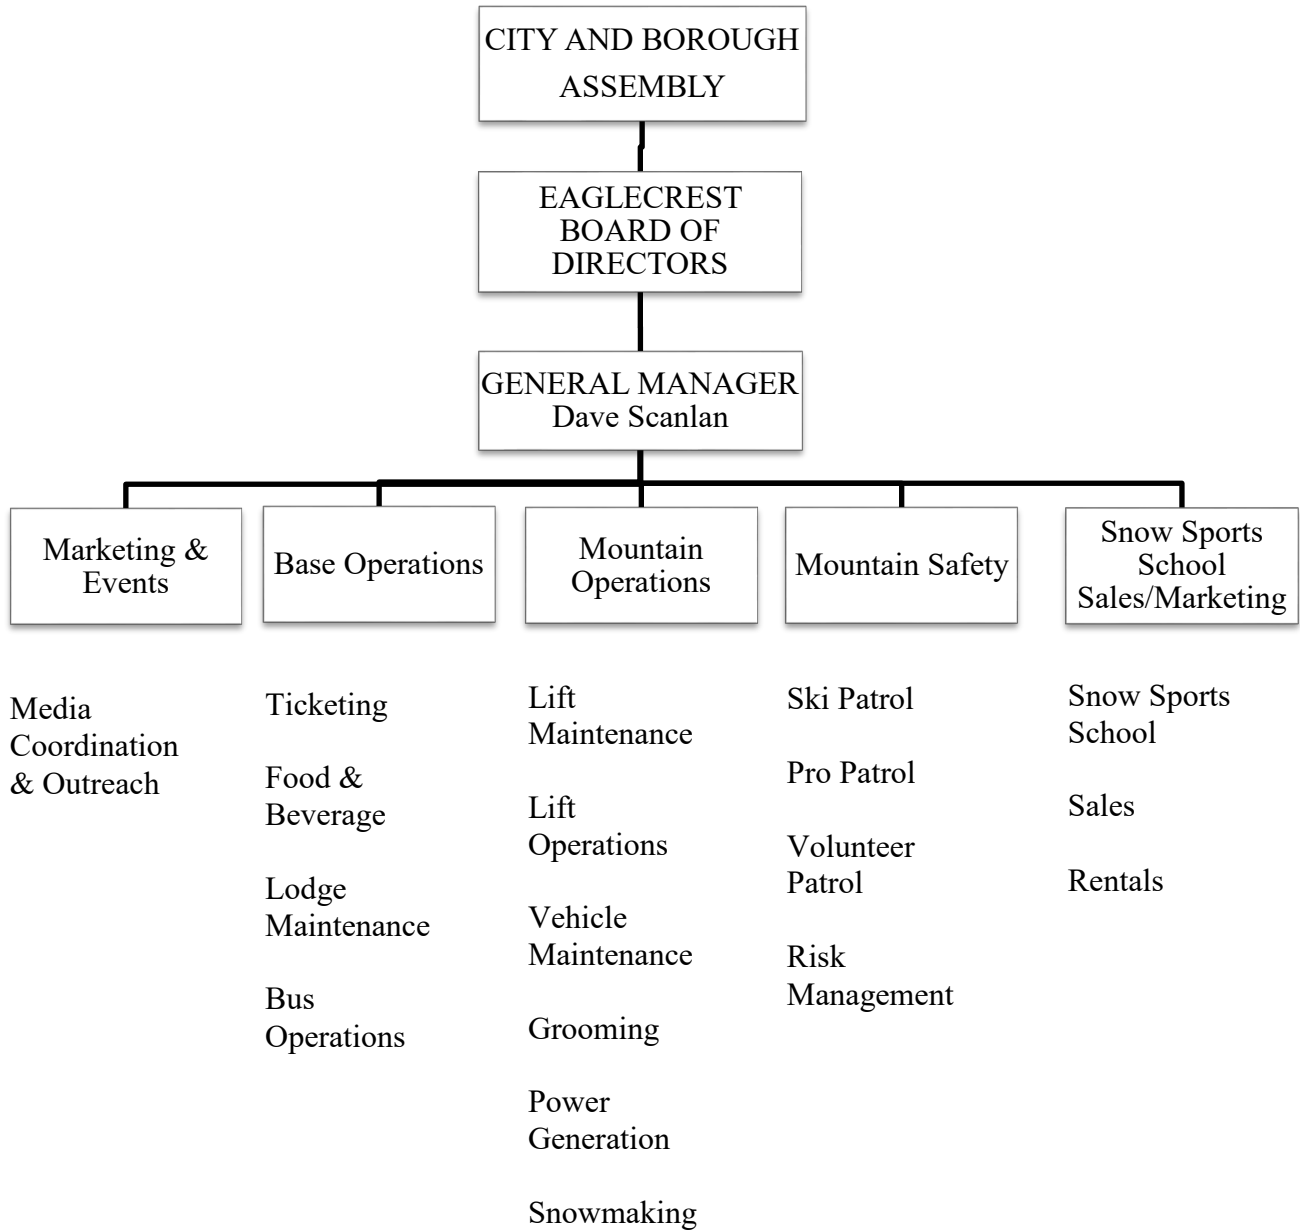 CITY AND BOROUGH
ASSEMBLY
EAGLECREST
BOARD OF
DIRECTORS
GENERAL MANAGER
Dave Scanlan
Marketing &
Events
Base Operations
Mountain
Operations
Mountain Safety
Snow Sports
School
Sales/Marketing
Media
Coordination
& Outreach
Ticketing
Food &
Beverage
Lodge
Maintenance
Bus
Operations
Lift
Maintenance
Lift
Operations
Vehicle
Maintenance
Grooming
Power
Generation
Snowmaking
Ski Patrol
Pro Patrol
Volunteer
Patrol
Risk
Management
Snow Sports
School
Sales
Rentals